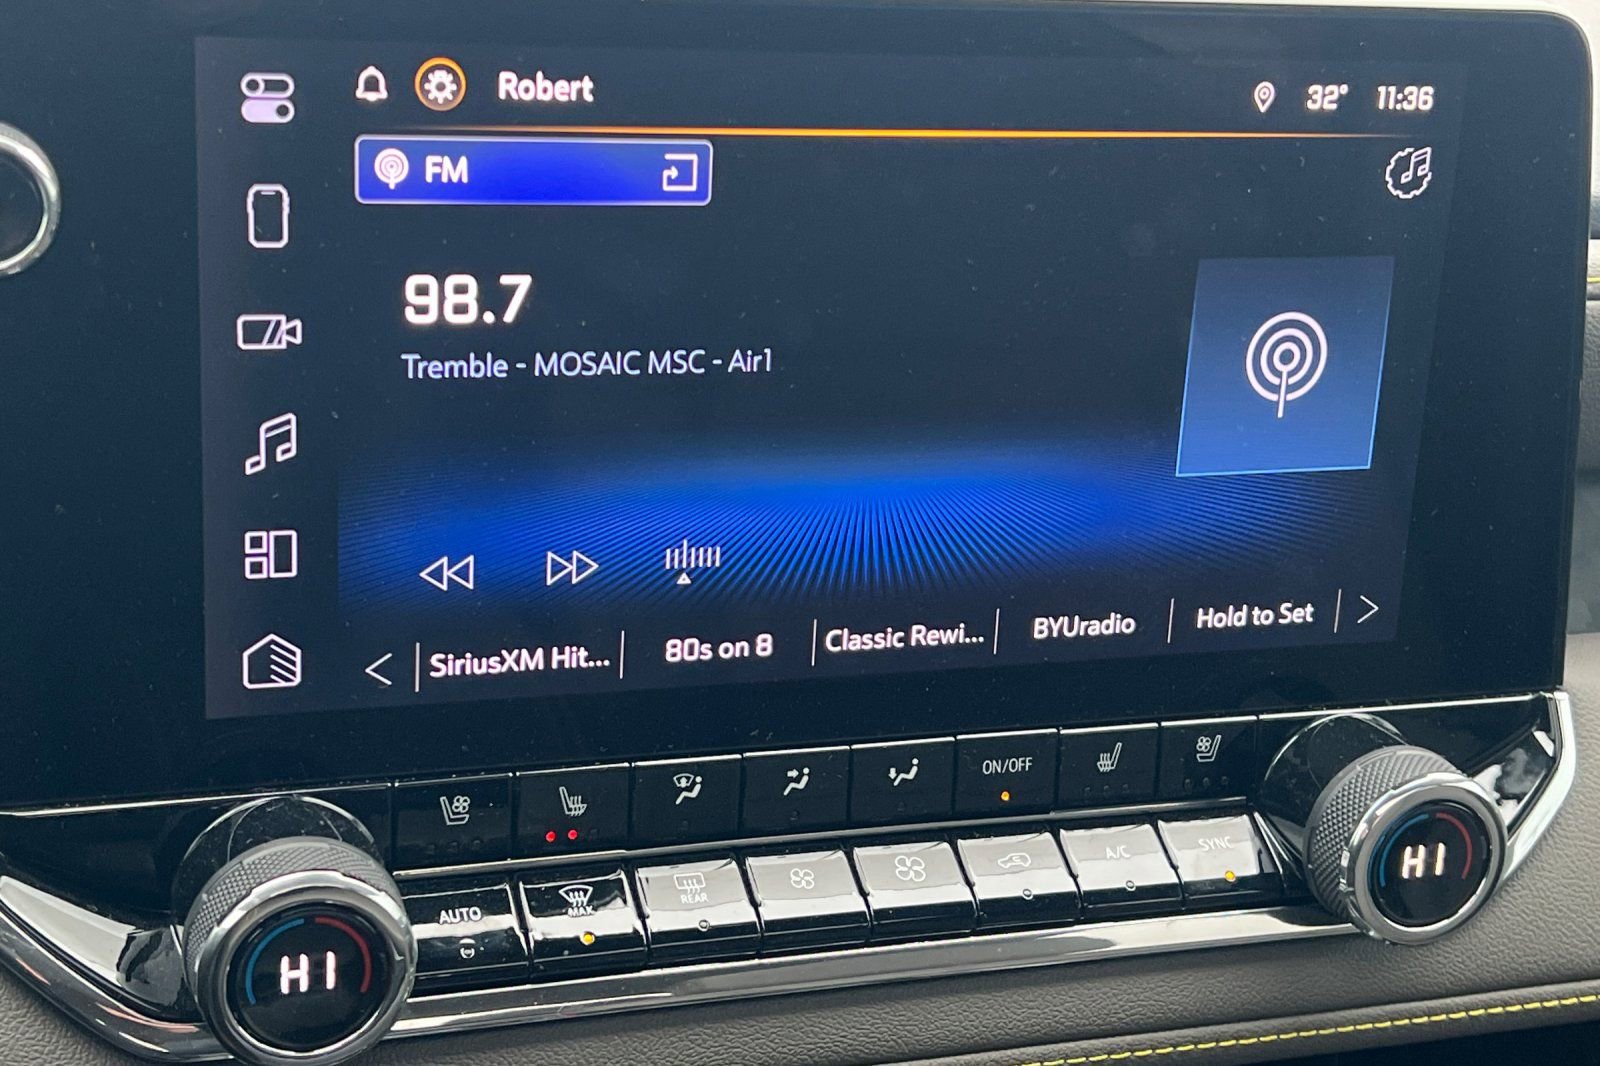 Robert
32° 11:36
FM
98.7
Tremble - MOSAIC MSC - Air1
SiriusXM Hit... 80s on 8 Classic Rewi... BYUradio Hold to Set
ON/OFF
AUTO MAX REAR A/C SYNC
HI HI